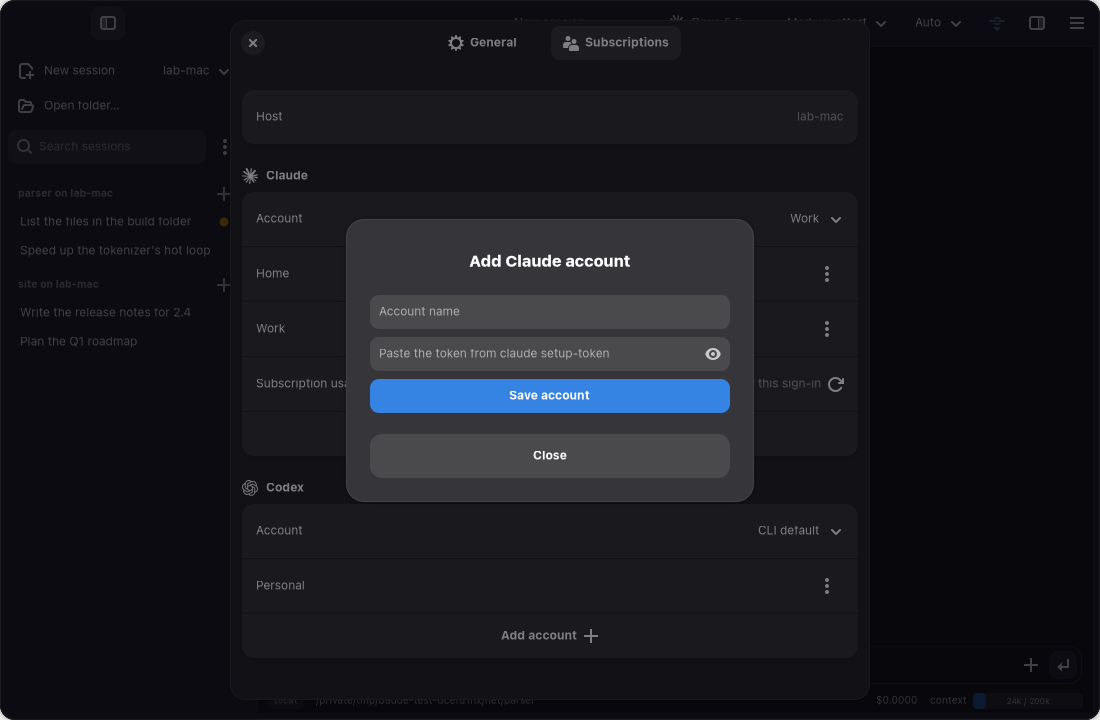 Auto
General
Subscriptions
New session
lab-mac
Open folder...
Search sessions
parser on lab-mac
List the files in the build folder
Speed up the tokenizer's hot loop
site on lab-mac
Write the release notes for 2.4
Plan the Q1 roadmap
Host
lab-mac
Claude
Account
Work
Home
Work
Subscription
this sign-in
Add Claude account
Account name
Paste the token from claude setup-token
Save account
Close
Codex
Account
CLI default
Personal
Add account
$0.0000
context
24k / 200k